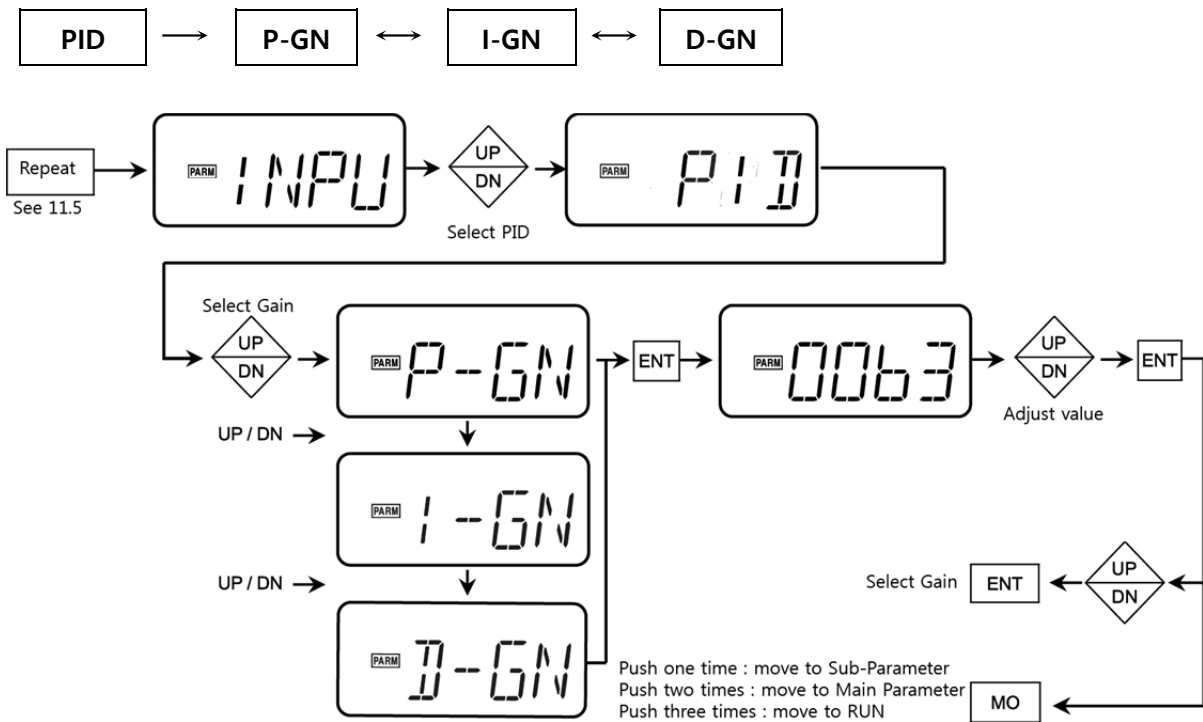 PID P-GN I-GN D-GN
Repeat
See 11.5
PARM INPU
UP
DN
Select PID
PARM PID
Select Gain
UP
DN
PARM P-GN
ENT
PARM 0063
UP
DN
Adjust value
ENT
UP / DN
PARM I-GN
UP / DN
PARM D-GN
Select Gain
ENT
UP
DN
Push one time : move to Sub-Parameter
Push two times : move to Main Parameter
Push three times : move to RUN
MO